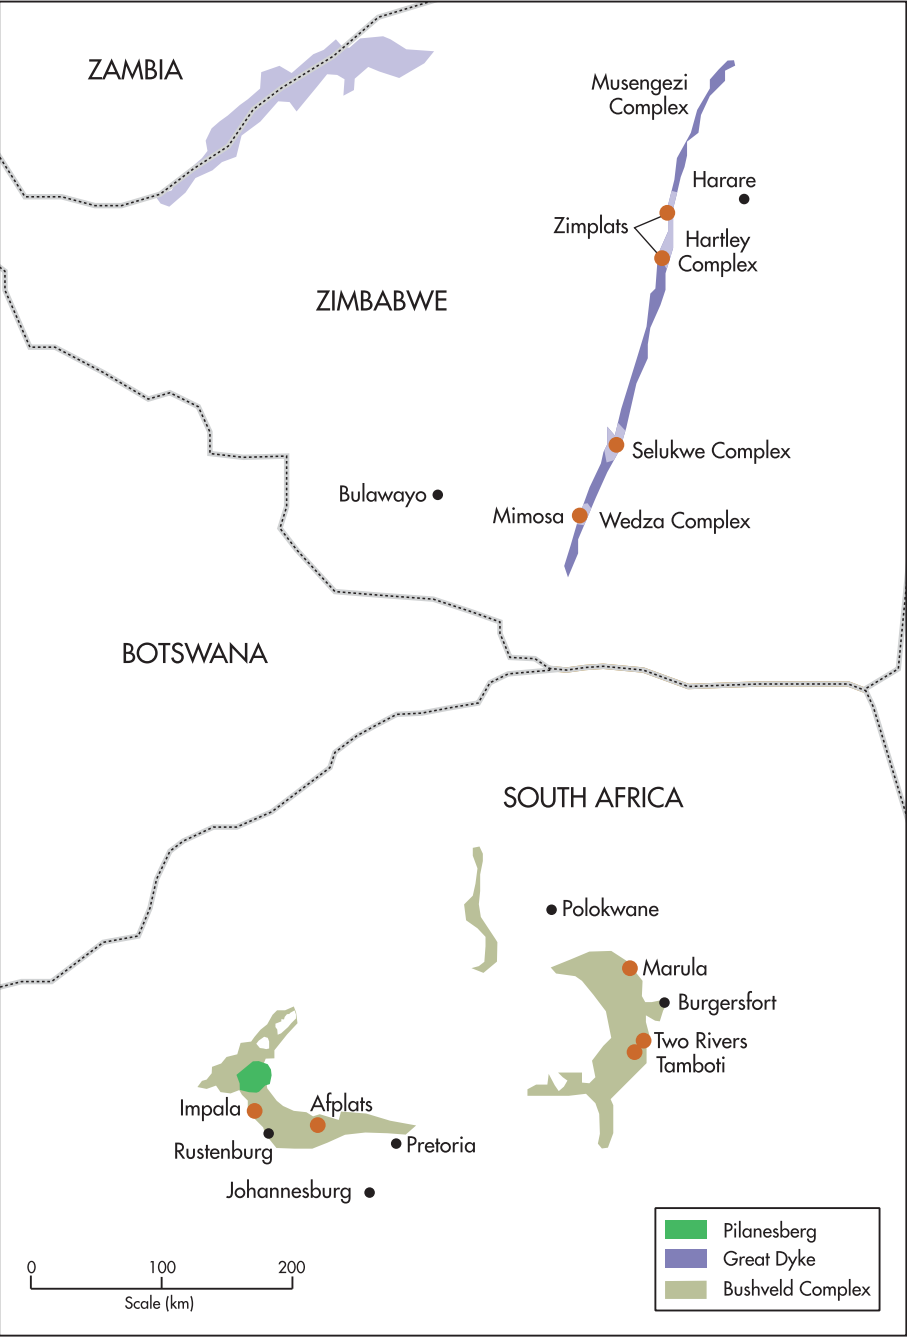 ZAMBIA
Musengezi
Complex
Harare
Zimplats
Hartley
Complex
ZIMBABWE
Selukwe Complex
Bulawayo
Mimosa
Wedza Complex
BOTSWANA
SOUTH AFRICA
Polokwane
Marula
Burgersfort
Two Rivers
Tamboti
Impala
Afplats
Rustenburg
Pretoria
Johannesburg
Pilanesberg
Great Dyke
Bushveld Complex
0 100 200
Scale (km)